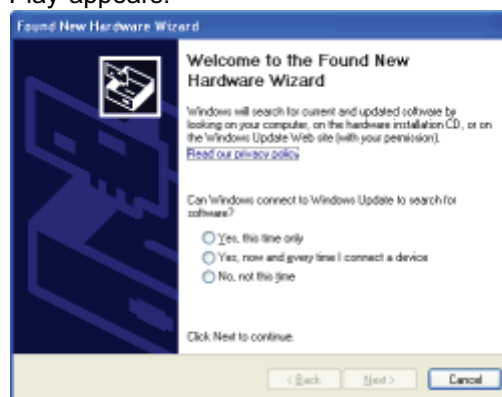 Play appears.
Found New Hardware Wizard
Welcome to the Found New
Hardware Wizard
Windows will search for current and updated software by
looking on your computer, on the hardware installation CD, or on
the Windows Update Web site (with your permission).
Read our privacy policy
Can Windows connect to Windows Update to search for
software?
Yes, this time only
Yes, now and every time I connect a device
No, not this time
Click Next to continue.
< Back
Next >
Cancel